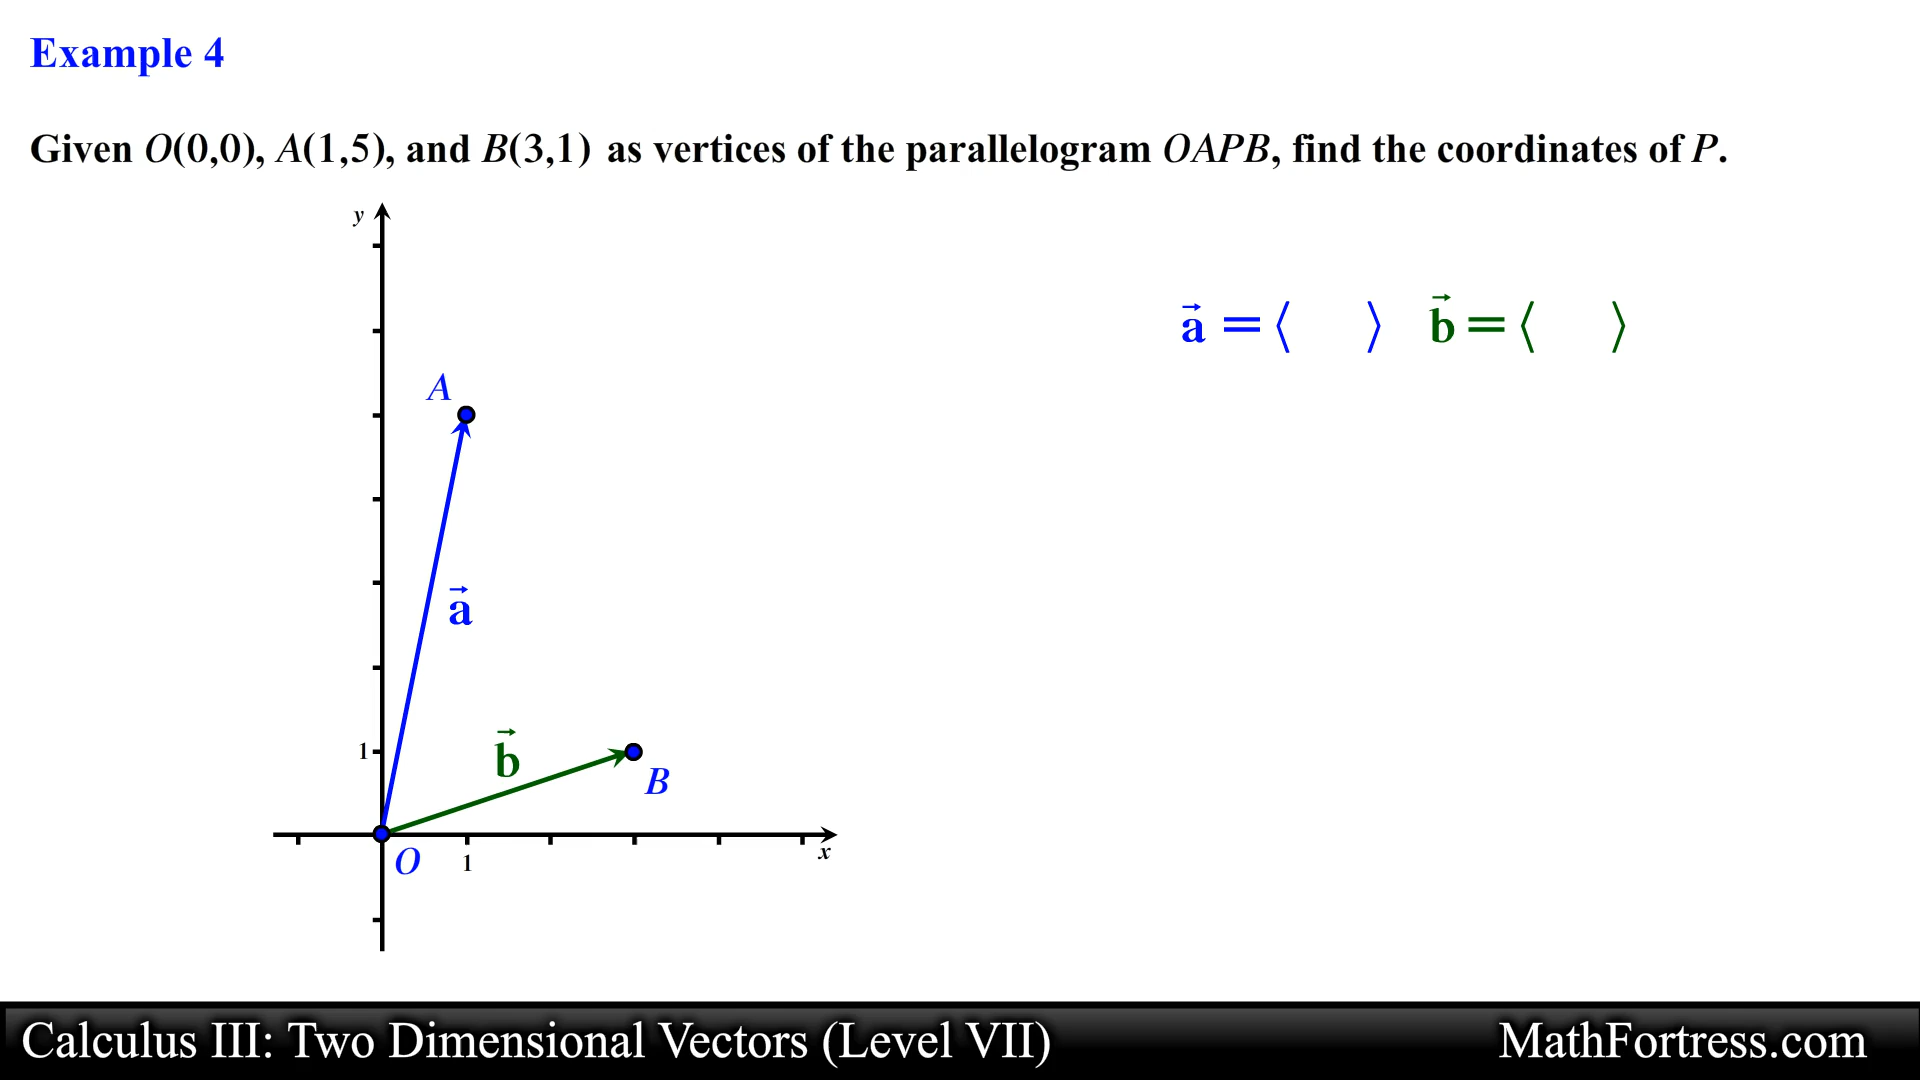 Example 4
Given O(0,0), A(1,5), and B(3,1) as vertices of the parallelogram OAPB, find the coordinates of P.
y
a⃗ = ⟨ ⟩ b⃗ = ⟨ ⟩
A
a⃗
b⃗
1
B
x
O
1
Calculus III: Two Dimensional Vectors (Level VII)
MathFortress.com